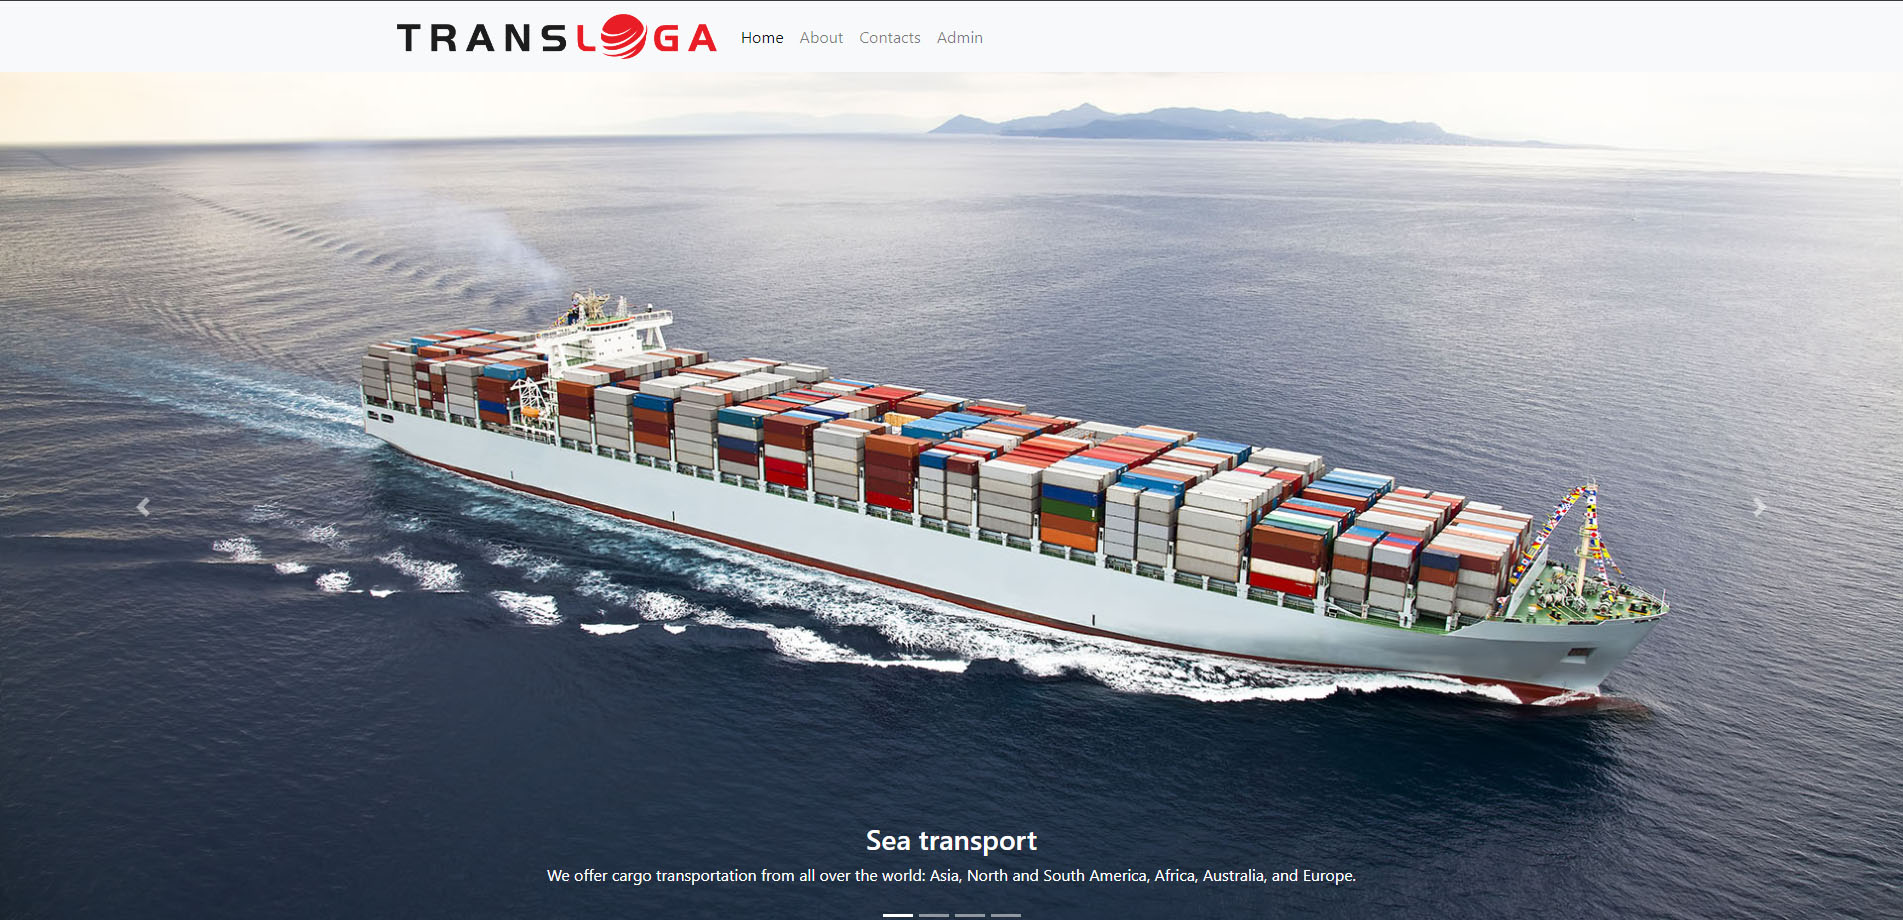 TRANSLOGA
Home About Contacts Admin
Sea transport
We offer cargo transportation from all over the world: Asia, North and South America, Africa, Australia, and Europe.